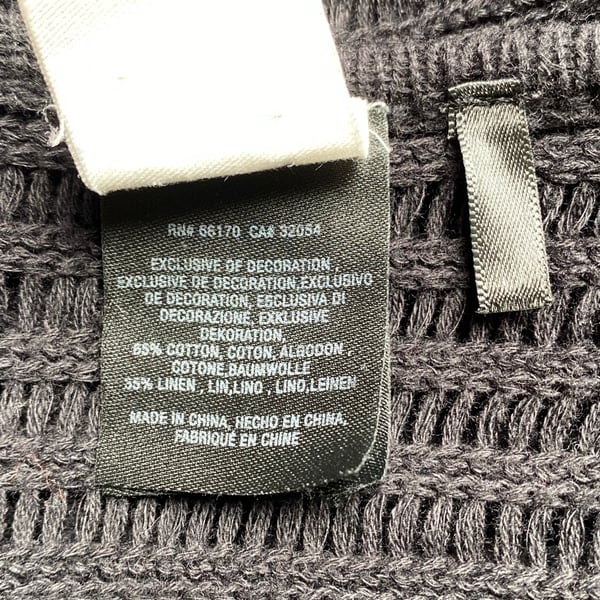 RN# 66170 CA# 32054
EXCLUSIVE OF DECORATION
EXCLUSIVE DE DECORATION,EXCLUSIVO
DE DECORATION, ESCLUSIVA DI
DECORAZIONE, EXKLUSIVE
DEKORATION,
65% COTTON, COTON, ALGODON ,
COTONE,BAUMWOLLE
35% LINEN , LIN,LINO , LINO,LEINEN
MADE IN CHINA, HECHO EN CHINA,
FABRIQUÉ EN CHINE